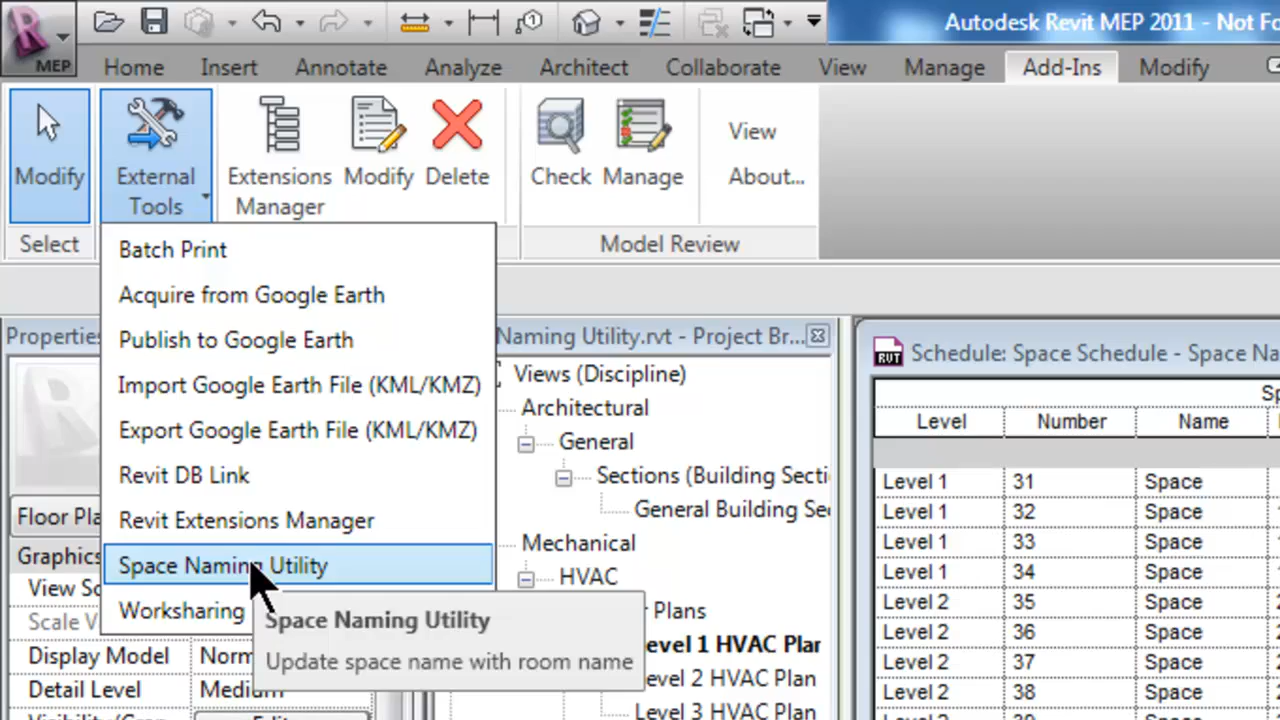 Autodesk Revit MEP 2011 - Not Fo
MEP
Home Insert Annotate Analyze Architect Collaborate View Manage Add-Ins Modify
Modify
External
Tools
Extensions
Manager
Modify
Delete
Check
Manage
View
About...
Select
Model Review
Batch Print
Acquire from Google Earth
Publish to Google Earth
Import Google Earth File (KML/KMZ)
Export Google Earth File (KML/KMZ)
Revit DB Link
Revit Extensions Manager
Space Naming Utility
Worksharing
Space Naming Utility
Update space name with room name
Properties
Floor Pla
Graphics
View Sc
Scale V
Display Model Norm
Detail Level Medium
Naming Utility.rvt - Project Br...
Views (Discipline)
Architectural
General
Sections (Building Secti
General Building Se
Mechanical
HVAC
r Plans
evel 1 HVAC Plar
evel 2 HVAC Plan
Level 3 HVAC Plan
RVT Schedule: Space Schedule - Space Na
Sp
Level Number Name
Level 1 31 Space
Level 1 32 Space
Level 1 33 Space
Level 1 34 Space
Level 2 35 Space
Level 2 36 Space
Level 2 37 Space
Level 2 38 Space